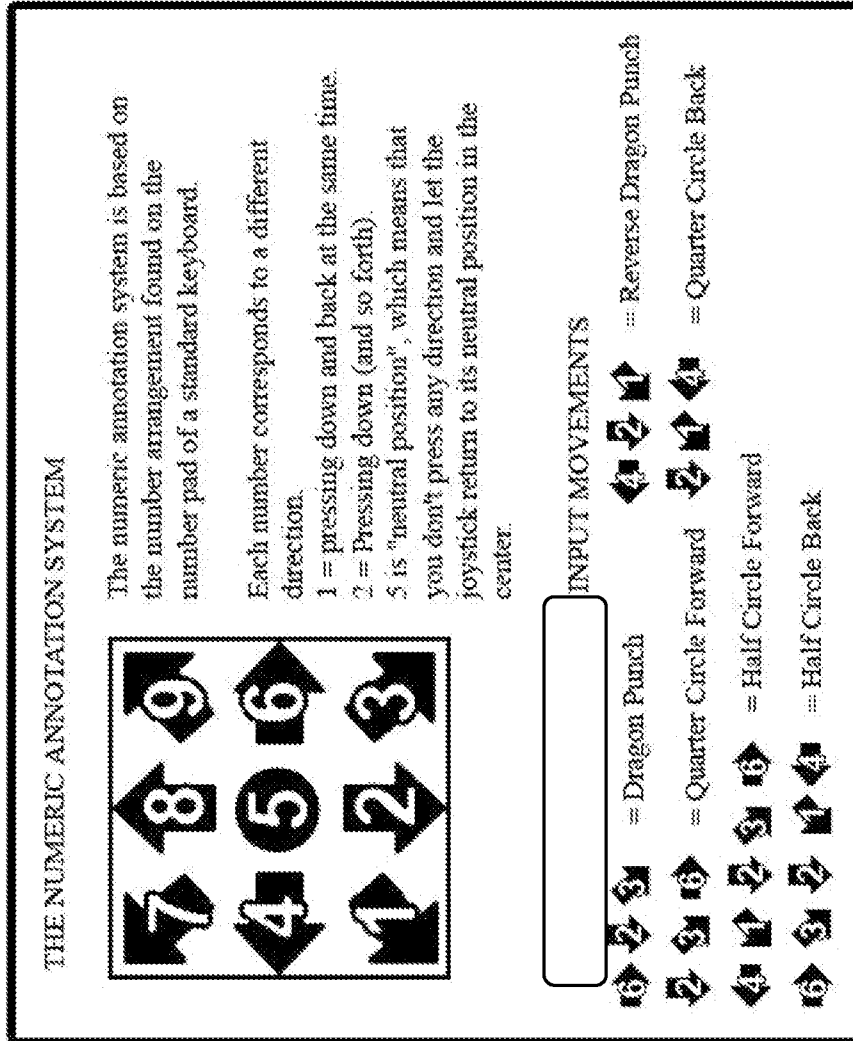 THE NUMERIC ANNOTATION SYSTEM
7 8 9
4 5 6
1 2 3
The numeric annotation system is based on
the number arrangement found on the
number pad of a standard keyboard.
Each number corresponds to a different
direction.
1 = pressing down and back at the same time.
2 = Pressing down (and so forth).
5 is "neutral position", which means that
you don't press any direction and let the
joystick return to its neutral position in the
center.
INPUT MOVEMENTS
6 2 3 = Dragon Punch
4 2 1 = Reverse Dragon Punch
2 3 6 = Quarter Circle Forward
2 1 4 = Quarter Circle Back
4 1 2 3 6 = Half Circle Forward
6 3 2 1 4 = Half Circle Back